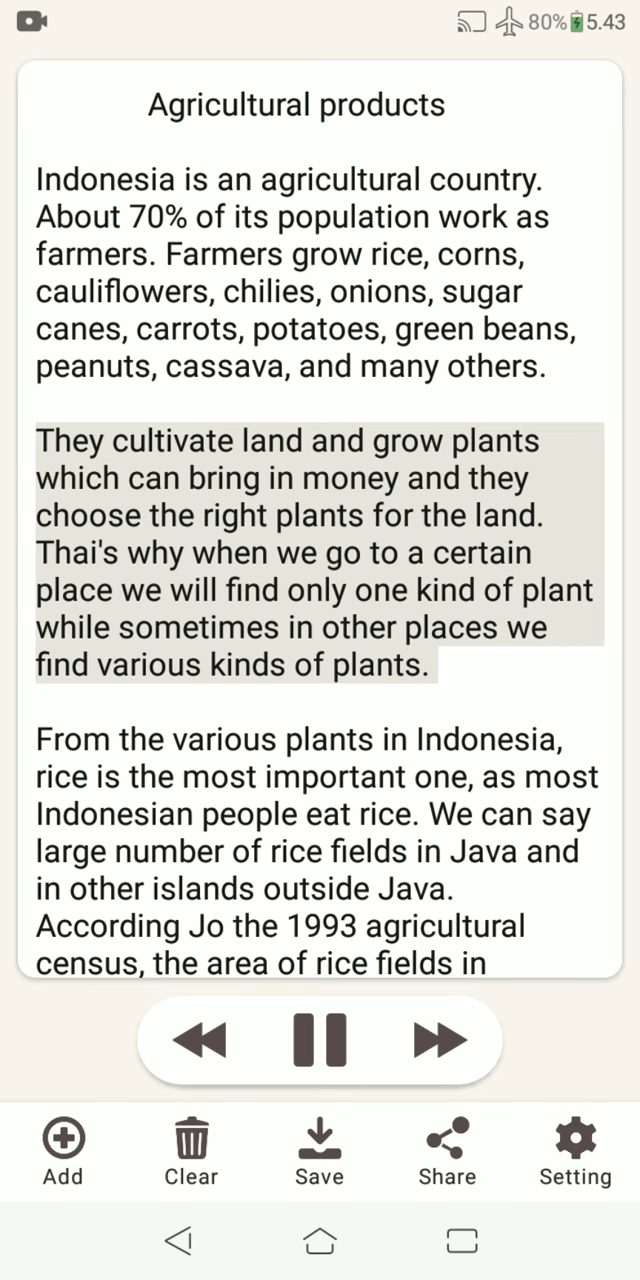 80% 5.43
Agricultural products
Indonesia is an agricultural country.
About 70% of its population work as
farmers. Farmers grow rice, corns,
cauliflowers, chilies, onions, sugar
canes, carrots, potatoes, green beans,
peanuts, cassava, and many others.
They cultivate land and grow plants
which can bring in money and they
choose the right plants for the land.
Thai's why when we go to a certain
place we will find only one kind of plant
while sometimes in other places we
find various kinds of plants.
From the various plants in Indonesia,
rice is the most important one, as most
Indonesian people eat rice. We can say
large number of rice fields in Java and
in other islands outside Java.
According Jo the 1993 agricultural
census, the area of rice fields in
Add Clear Save Share Setting